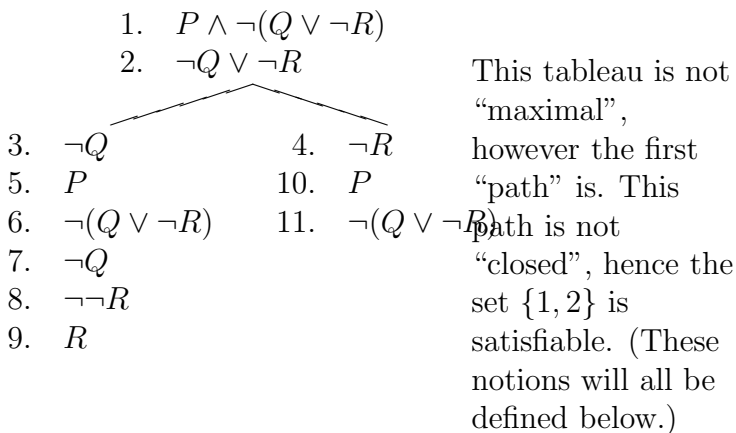 1. P ∧ ¬(Q ∨ ¬R)
2. ¬Q ∨ ¬R
3. ¬Q 4. ¬R
5. P 10. P
6. ¬(Q ∨ ¬R) 11. ¬(Q ∨ ¬R)
7. ¬Q
8. ¬¬R
9. R
This tableau is not
“maximal”,
however the first
“path” is. This
path is not
“closed”, hence the
set {1, 2} is
satisfiable. (These
notions will all be
defined below.)